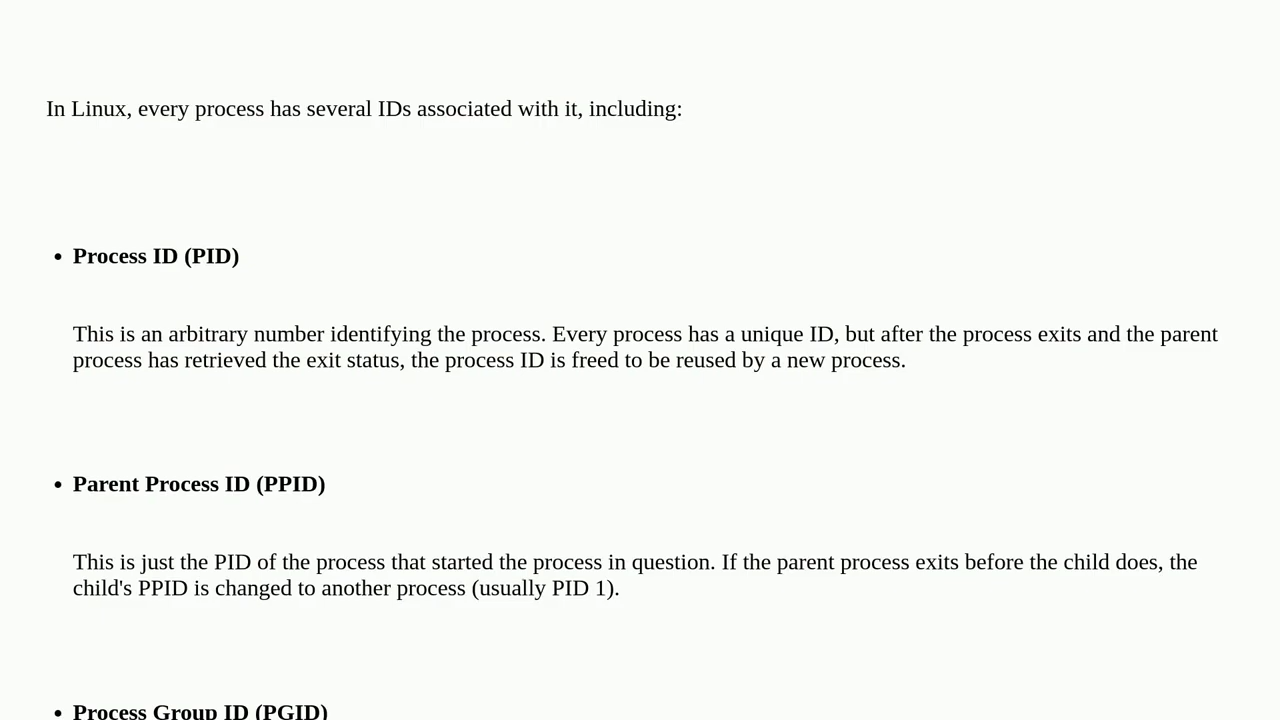 In Linux, every process has several IDs associated with it, including:
• Process ID (PID)
This is an arbitrary number identifying the process. Every process has a unique ID, but after the process exits and the parent
process has retrieved the exit status, the process ID is freed to be reused by a new process.
• Parent Process ID (PPID)
This is just the PID of the process that started the process in question. If the parent process exits before the child does, the
child's PPID is changed to another process (usually PID 1).
• Process Group ID (PGID)